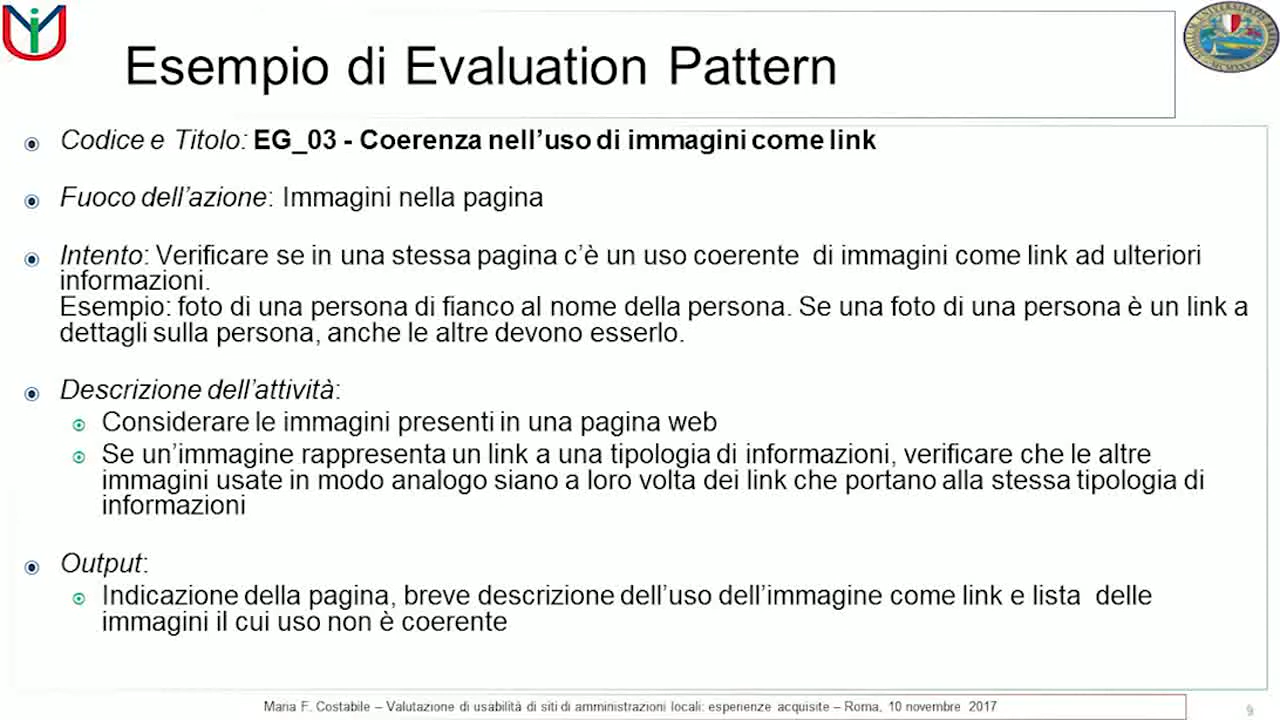 Esempio di Evaluation Pattern
Codice e Titolo: EG_03 - Coerenza nell’uso di immagini come link
Fuoco dell’azione: Immagini nella pagina
Intento: Verificare se in una stessa pagina c’è un uso coerente di immagini come link ad ulteriori
informazioni.
Esempio: foto di una persona di fianco al nome della persona. Se una foto di una persona è un link a
dettagli sulla persona, anche le altre devono esserlo.
Descrizione dell’attività:
Considerare le immagini presenti in una pagina web
Se un’immagine rappresenta un link a una tipologia di informazioni, verificare che le altre
immagini usate in modo analogo siano a loro volta dei link che portano alla stessa tipologia di
informazioni
Output:
Indicazione della pagina, breve descrizione dell’uso dell’immagine come link e lista delle
immagini il cui uso non è coerente
Maria F. Costabile – Valutazione di usabilità di siti di amministrazioni locali: esperienze acquisite – Roma, 10 novembre 2017
9